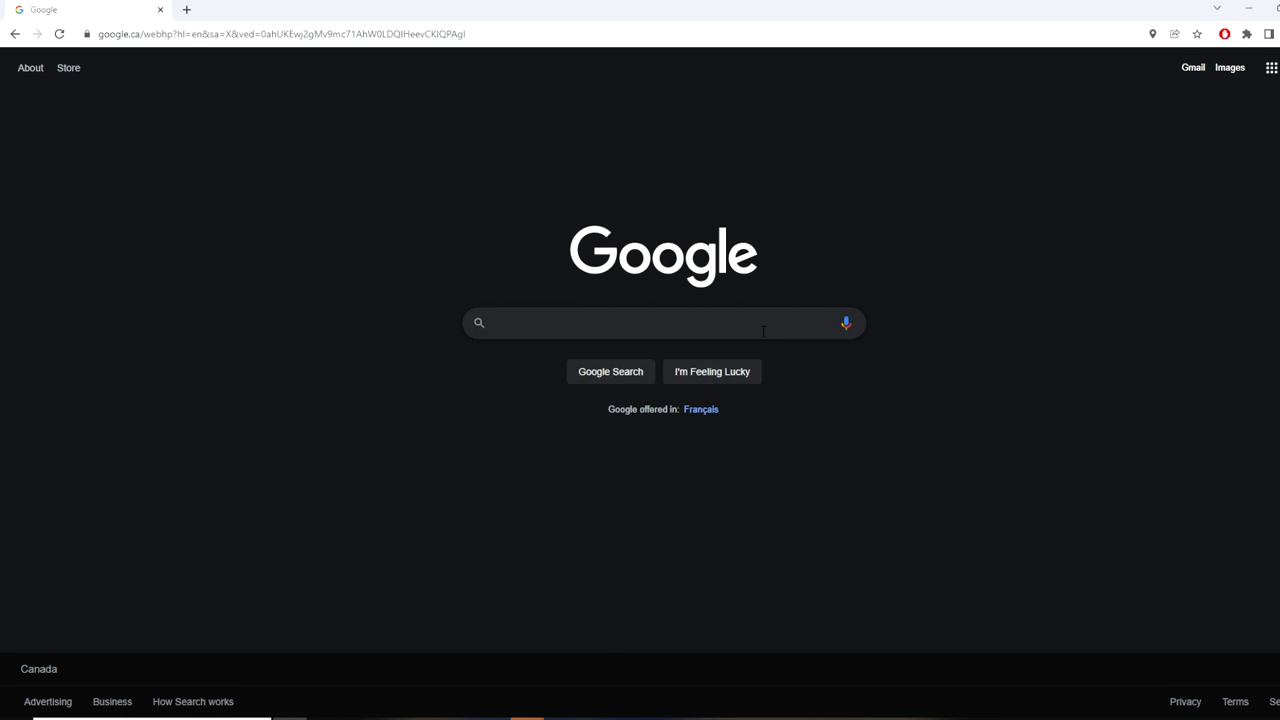 Google
google.ca/webhp?hl=en&sa=X&ved=0ahUKEwj2gMv9mc71AhW0LDQIHeevCKIQPAgI
About Store
Gmail Images
Google
Google Search I'm Feeling Lucky
Google offered in: Français
Canada
Advertising Business How Search works
Privacy Terms